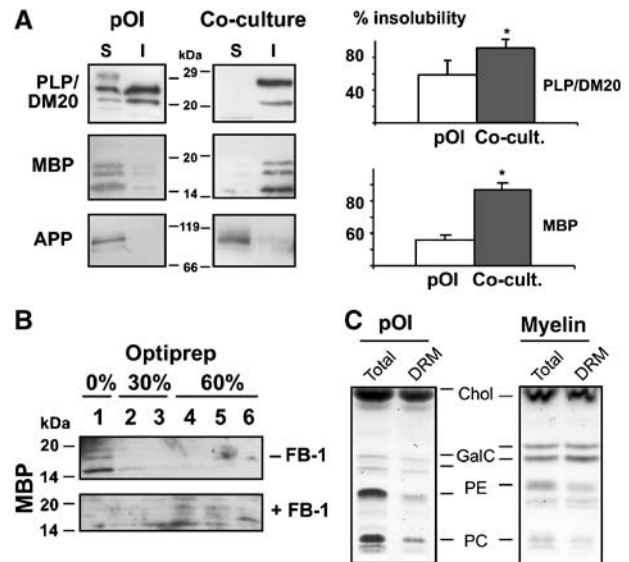 A
pOl
Co-culture
% insolubility
S I
kDa
S I
PLP/
DM20
29
20
80
40
*
PLP/DM20
pOl Co-cult.
MBP
20
14
APP
119
66
80
60
*
MBP
pOl Co-cult.
B
Optiprep
0% 30% 60%
kDa
1 2 3 4 5 6
MBP
20
14
– FB-1
20
14
+ FB-1
C
pOl
Myelin
Total
DRM
Total
DRM
Chol
GalC
PE
PC